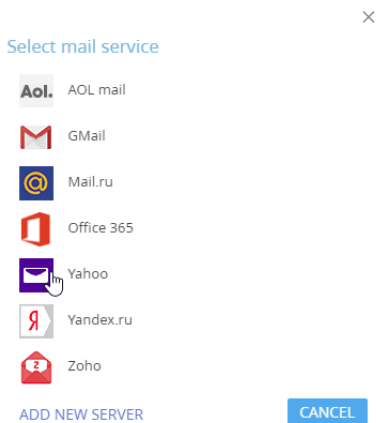 Select mail service
Aol. AOL mail
GMail
@ Mail.ru
Office 365
Yahoo
Я Yandex.ru
Z Zoho
ADD NEW SERVER CANCEL